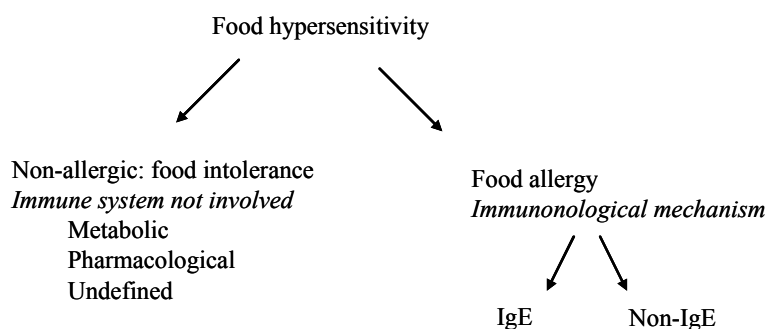 Food hypersensitivity
Non-allergic: food intolerance
Immune system not involved
Metabolic
Pharmacological
Undefined
Food allergy
Immunonological mechanism
IgE
Non-IgE